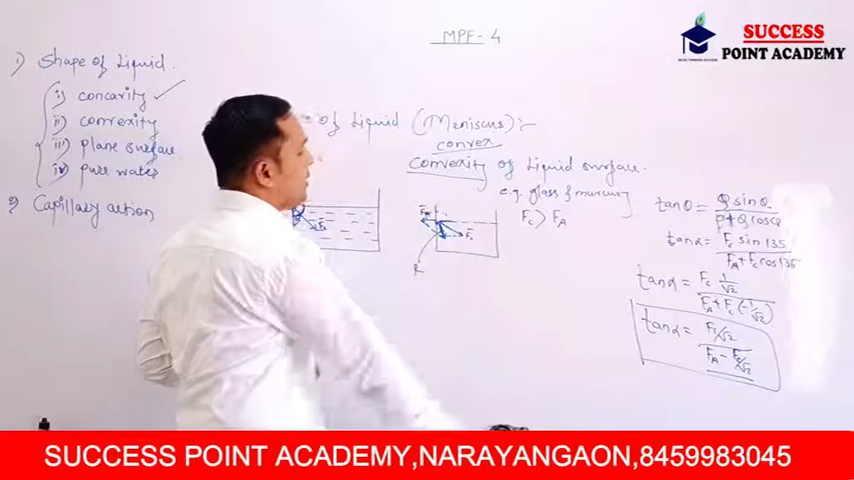 MPF-4
SUCCESS
POINT ACADEMY
1) Shape of Liquid.
i) concavity ✓
ii) convexity
iii) plane surface
iv) pure water
2) Capillary action
of Liquid (Meniscus):-
convex
Convexity of Liquid surface.
e.g. glass & mercury
Fc > FA
R
tanθ = Q sinθ / P+Q cosθ
tanα = Fc sin 135 / FA + Fc cos 135
tanα = Fc 1/√2 / FA + Fc (-1/√2)
tanα = Fc/√2 / FA - Fc/√2
SUCCESS POINT ACADEMY,NARAYANGAON,8459983045